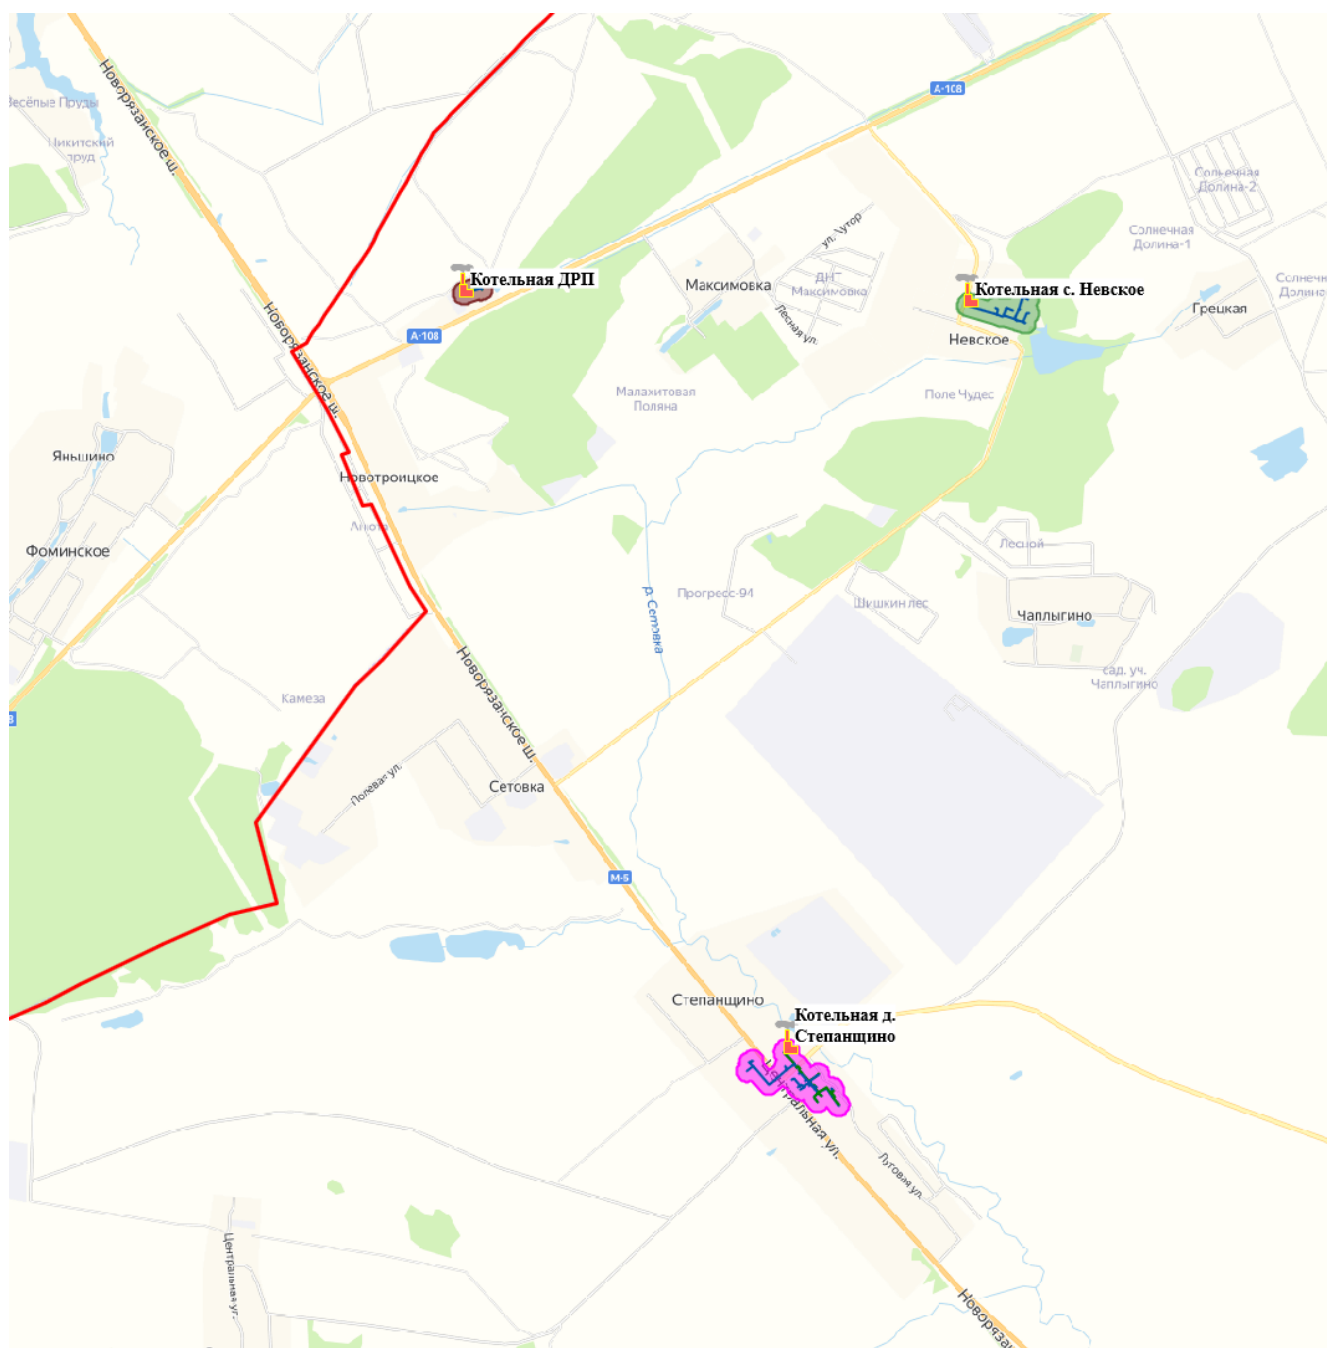 А-108
Новорязанское ш.
Весёлые Пруды
Никитский
пруд
Солнечная
Долина-2
ул. Хутор
Солнечная
Долина-1
Котельная ДРП
Максимовка
ДНТ
Максимовка
Котельная с. Невское
Солнечн
Долина-
Грецкая
Лесная ул.
А-108
Невское
Новорязанское ш.
Малахитовая
Поляна
Поле Чудес
Яньшино
Новотроицкое
Фоминское
Лесной
Прогресс-94
Шишкин лес
Чаплыгино
р. Сетовка
сад. уч.
Чаплыгино
Камеза
Новорязанское ш.
Полевая ул.
Сетовка
М-5
Степанщино
Котельная д.
Степанщино
Центральная ул.
Луговая ул.
Центральная ул.
Новорязанс